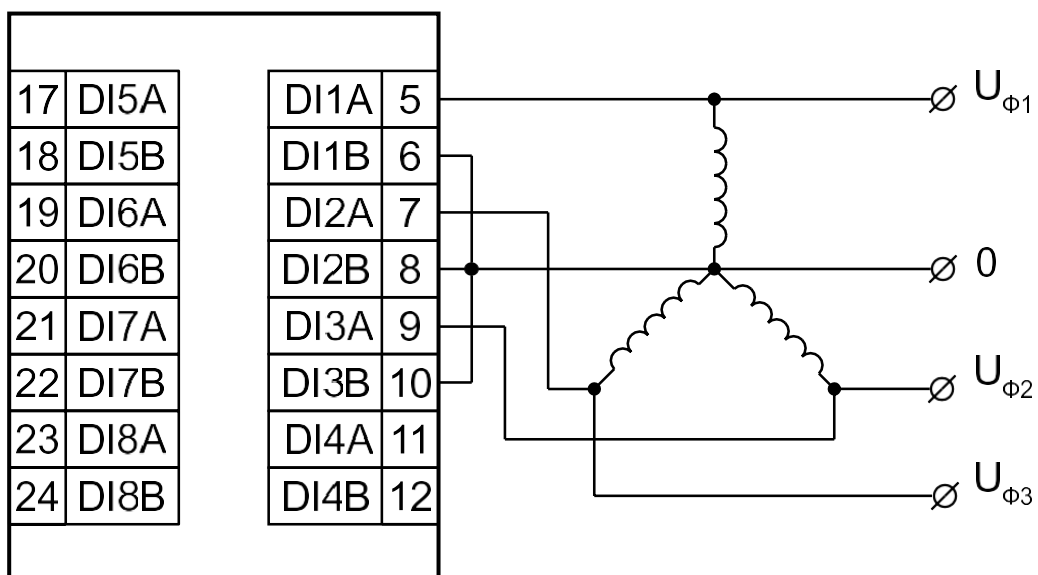 17 DI5A DI1A 5 UФ1
18 DI5B DI1B 6
19 DI6A DI2A 7
20 DI6B DI2B 8 0
21 DI7A DI3A 9
22 DI7B DI3B 10 UФ2
23 DI8A DI4A 11
24 DI8B DI4B 12 UФ3